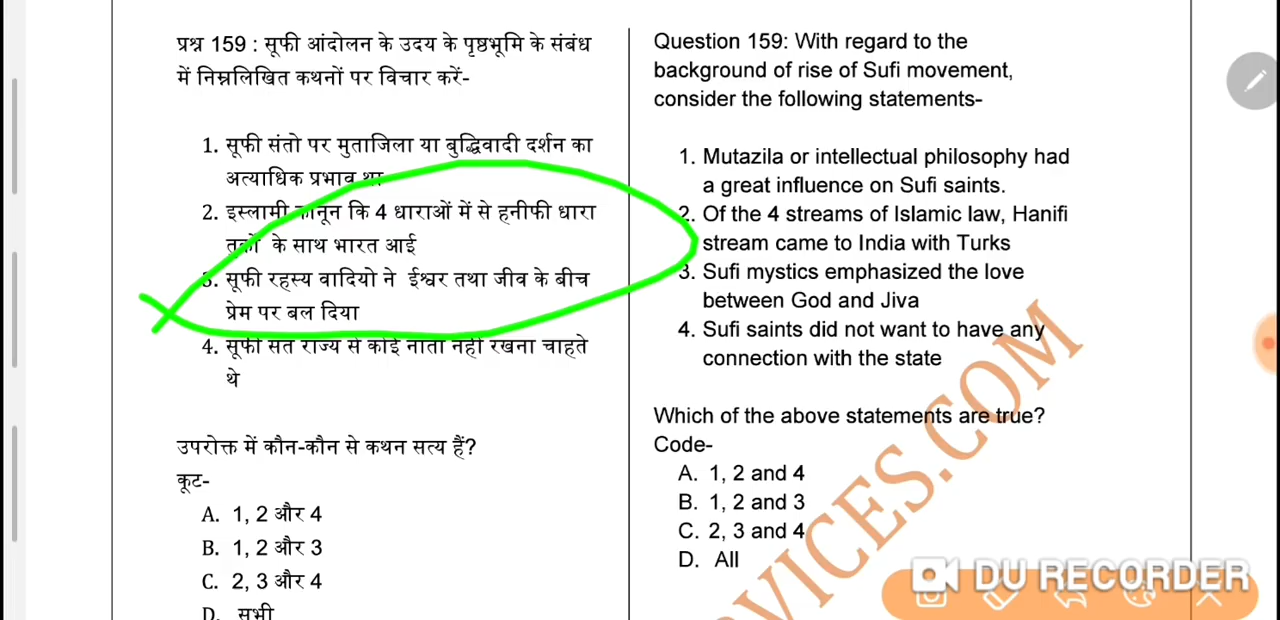 प्रश्न 159 : सूफी आंदोलन के उदय के पृष्ठभूमि के संबंध
में निम्नलिखित कथनों पर विचार करें-
1. सूफी संतो पर मुताजिला या बुद्धिवादी दर्शन का
अत्याधिक प्रभाव था
2. इस्लामी कानून कि 4 धाराओं में से हनीफी धारा
तर्को के साथ भारत आई
3. सूफी रहस्य वादियो ने ईश्वर तथा जीव के बीच
प्रेम पर बल दिया
4. सूफी संत राज्य से कोई नाता नही रखना चाहते
थे
उपरोक्त में कौन-कौन से कथन सत्य हैं?
कूट-
A. 1, 2 और 4
B. 1, 2 और 3
C. 2, 3 और 4
D. सभी
Question 159: With regard to the
background of rise of Sufi movement,
consider the following statements-
1. Mutazila or intellectual philosophy had
a great influence on Sufi saints.
2. Of the 4 streams of Islamic law, Hanifi
stream came to India with Turks
3. Sufi mystics emphasized the love
between God and Jiva
4. Sufi saints did not want to have any
connection with the state
Which of the above statements are true?
Code-
A. 1, 2 and 4
B. 1, 2 and 3
C. 2, 3 and 4
D. All
VICES.COM
DU RECORDER